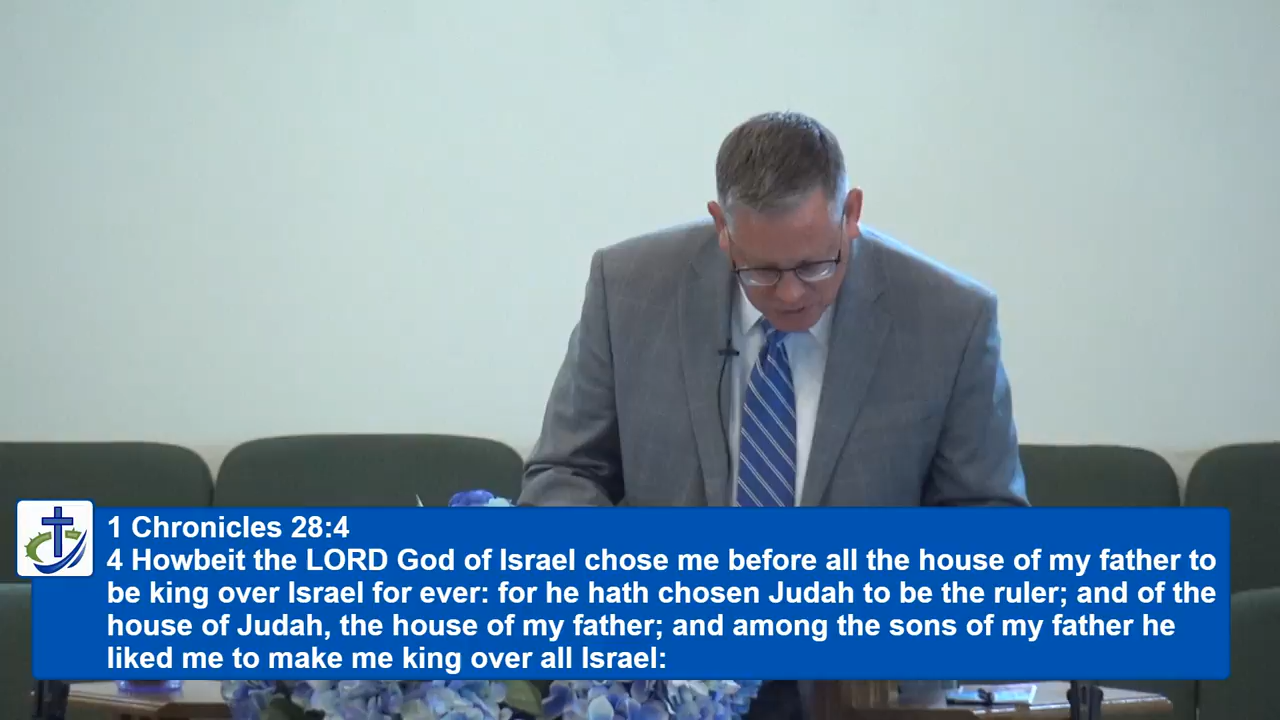 1 Chronicles 28:4
4 Howbeit the LORD God of Israel chose me before all the house of my father to
be king over Israel for ever: for he hath chosen Judah to be the ruler; and of the
house of Judah, the house of my father; and among the sons of my father he
liked me to make me king over all Israel: